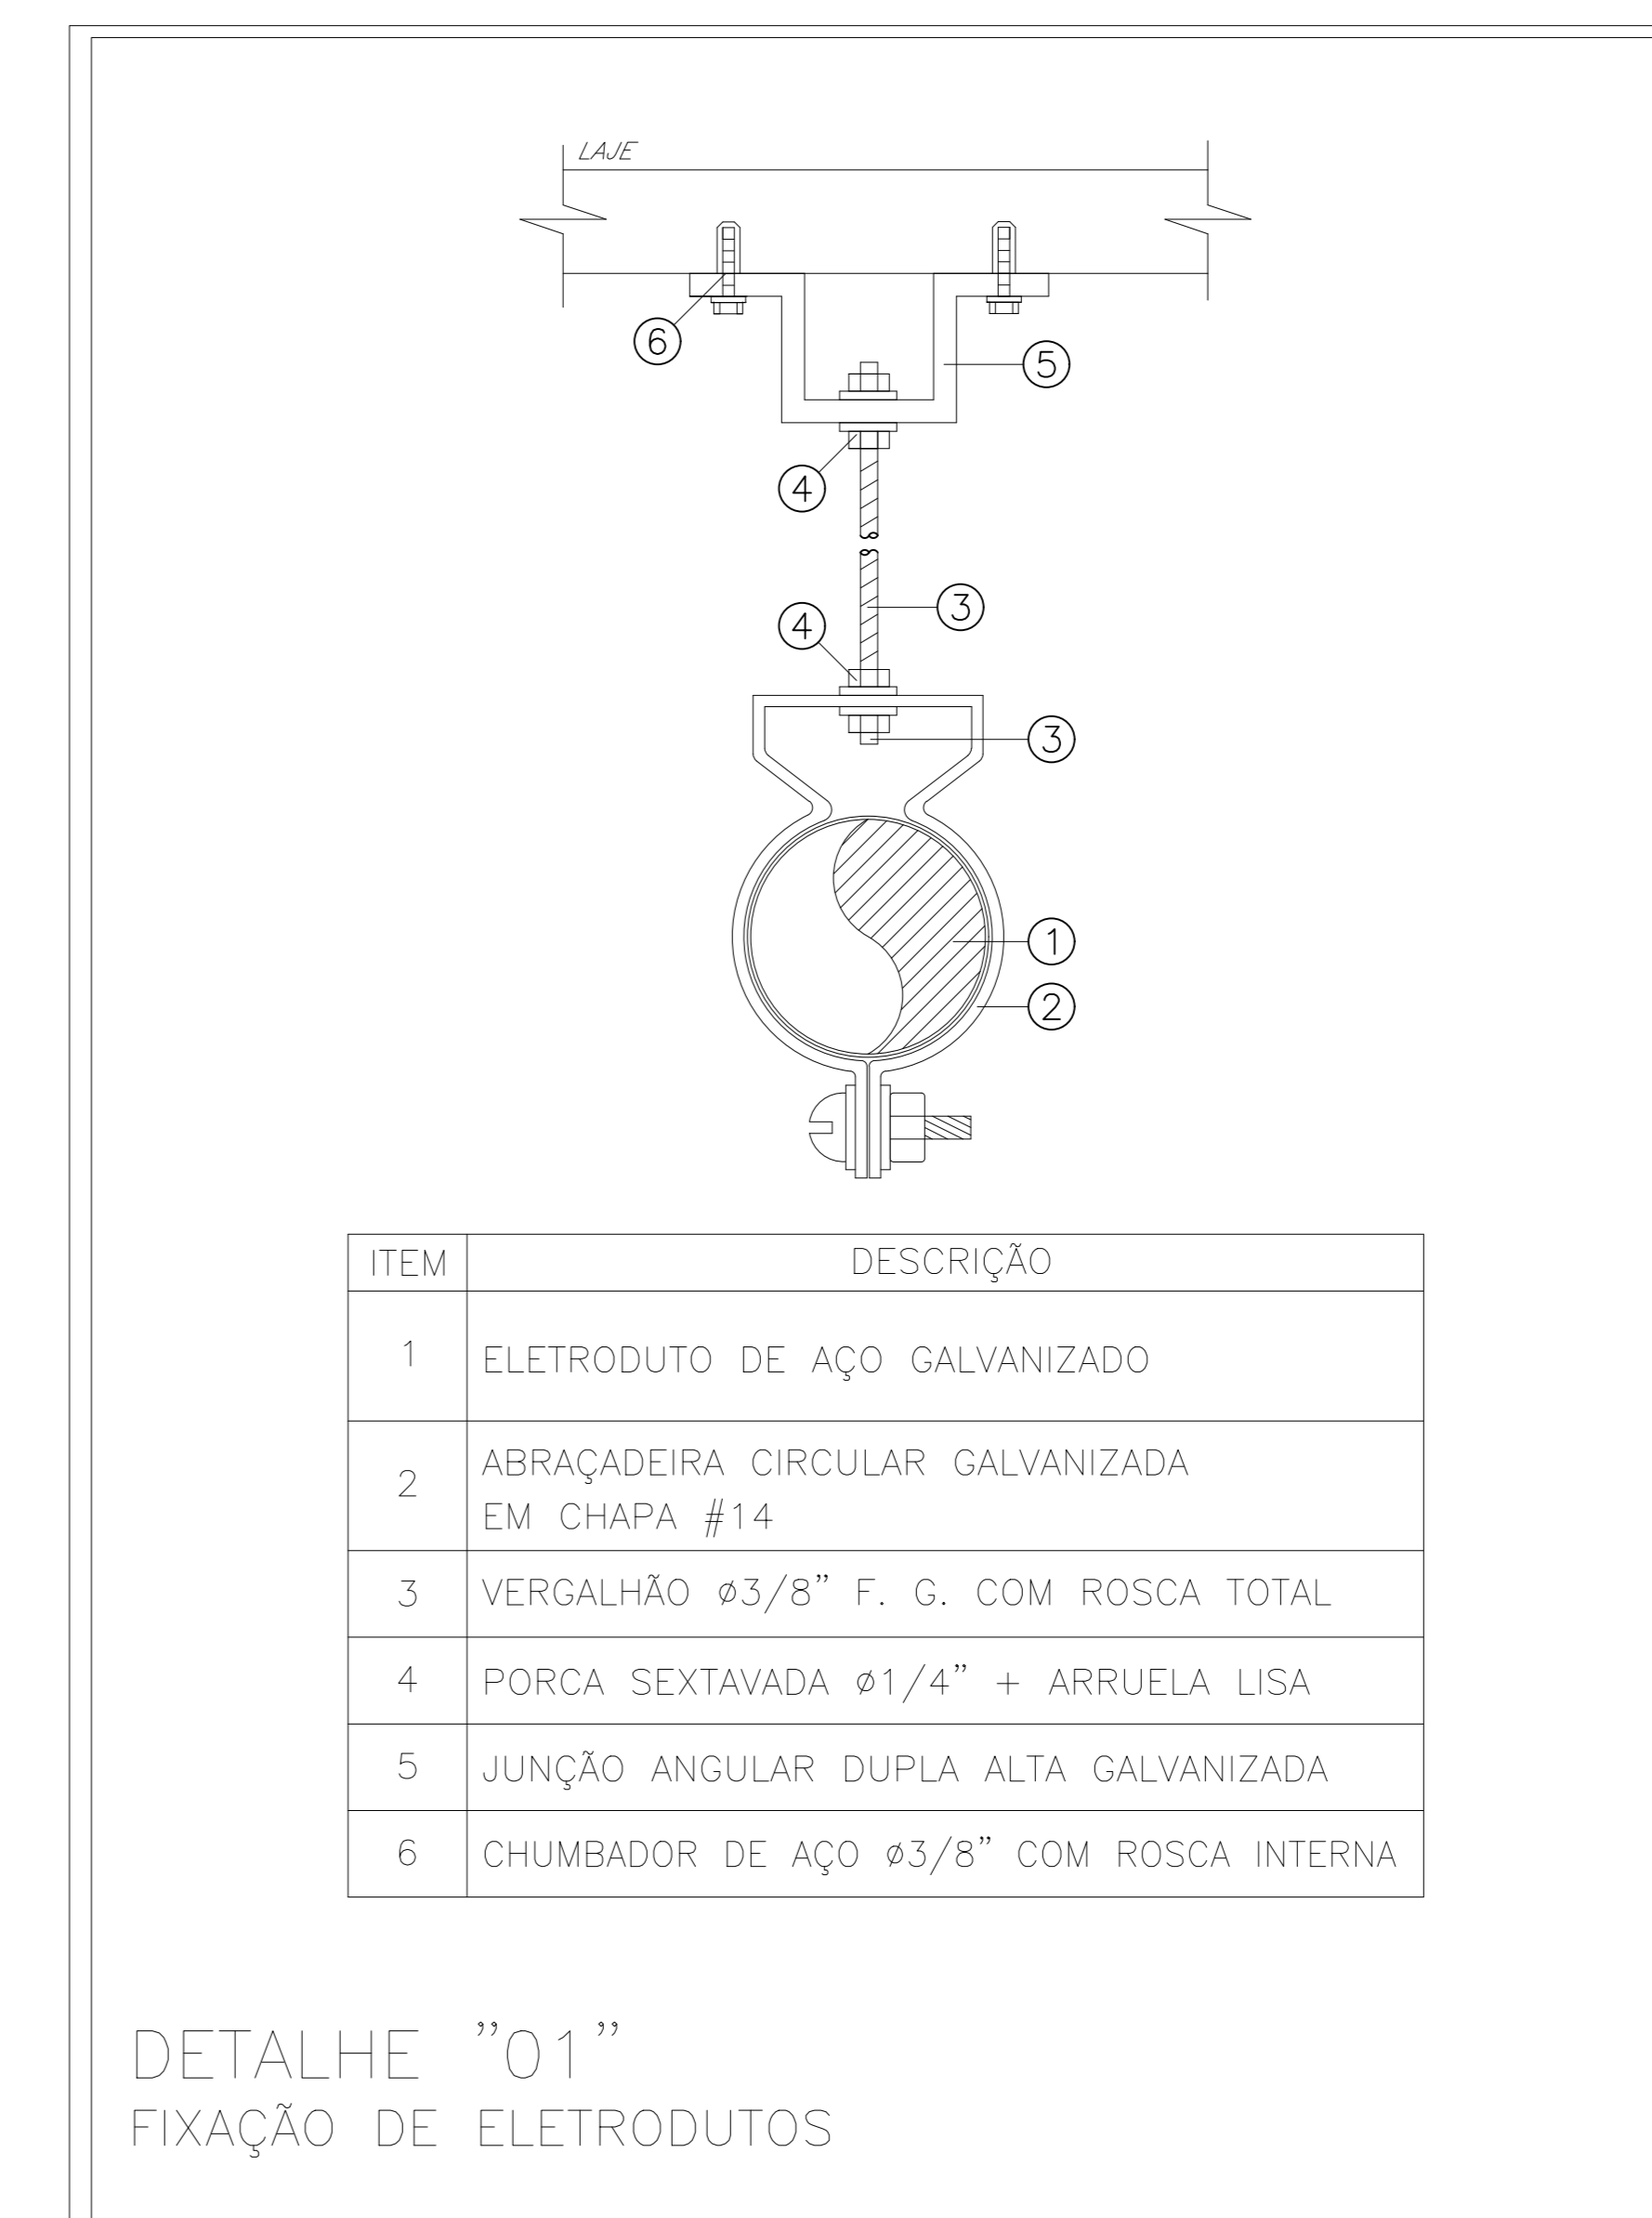 LAJE
6
5
4
3
4
3
1
2
ITEM DESCRIÇÃO
1 ELETRODUTO DE AÇO GALVANIZADO
2 ABRAÇADEIRA CIRCULAR GALVANIZADA
EM CHAPA #14
3 VERGALHÃO ø3/8” F. G. COM ROSCA TOTAL
4 PORCA SEXTAVADA ø1/4” + ARRUELA LISA
5 JUNÇÃO ANGULAR DUPLA ALTA GALVANIZADA
6 CHUMBADOR DE AÇO ø3/8” COM ROSCA INTERNA
DETALHE ”01”
FIXAÇÃO DE ELETRODUTOS